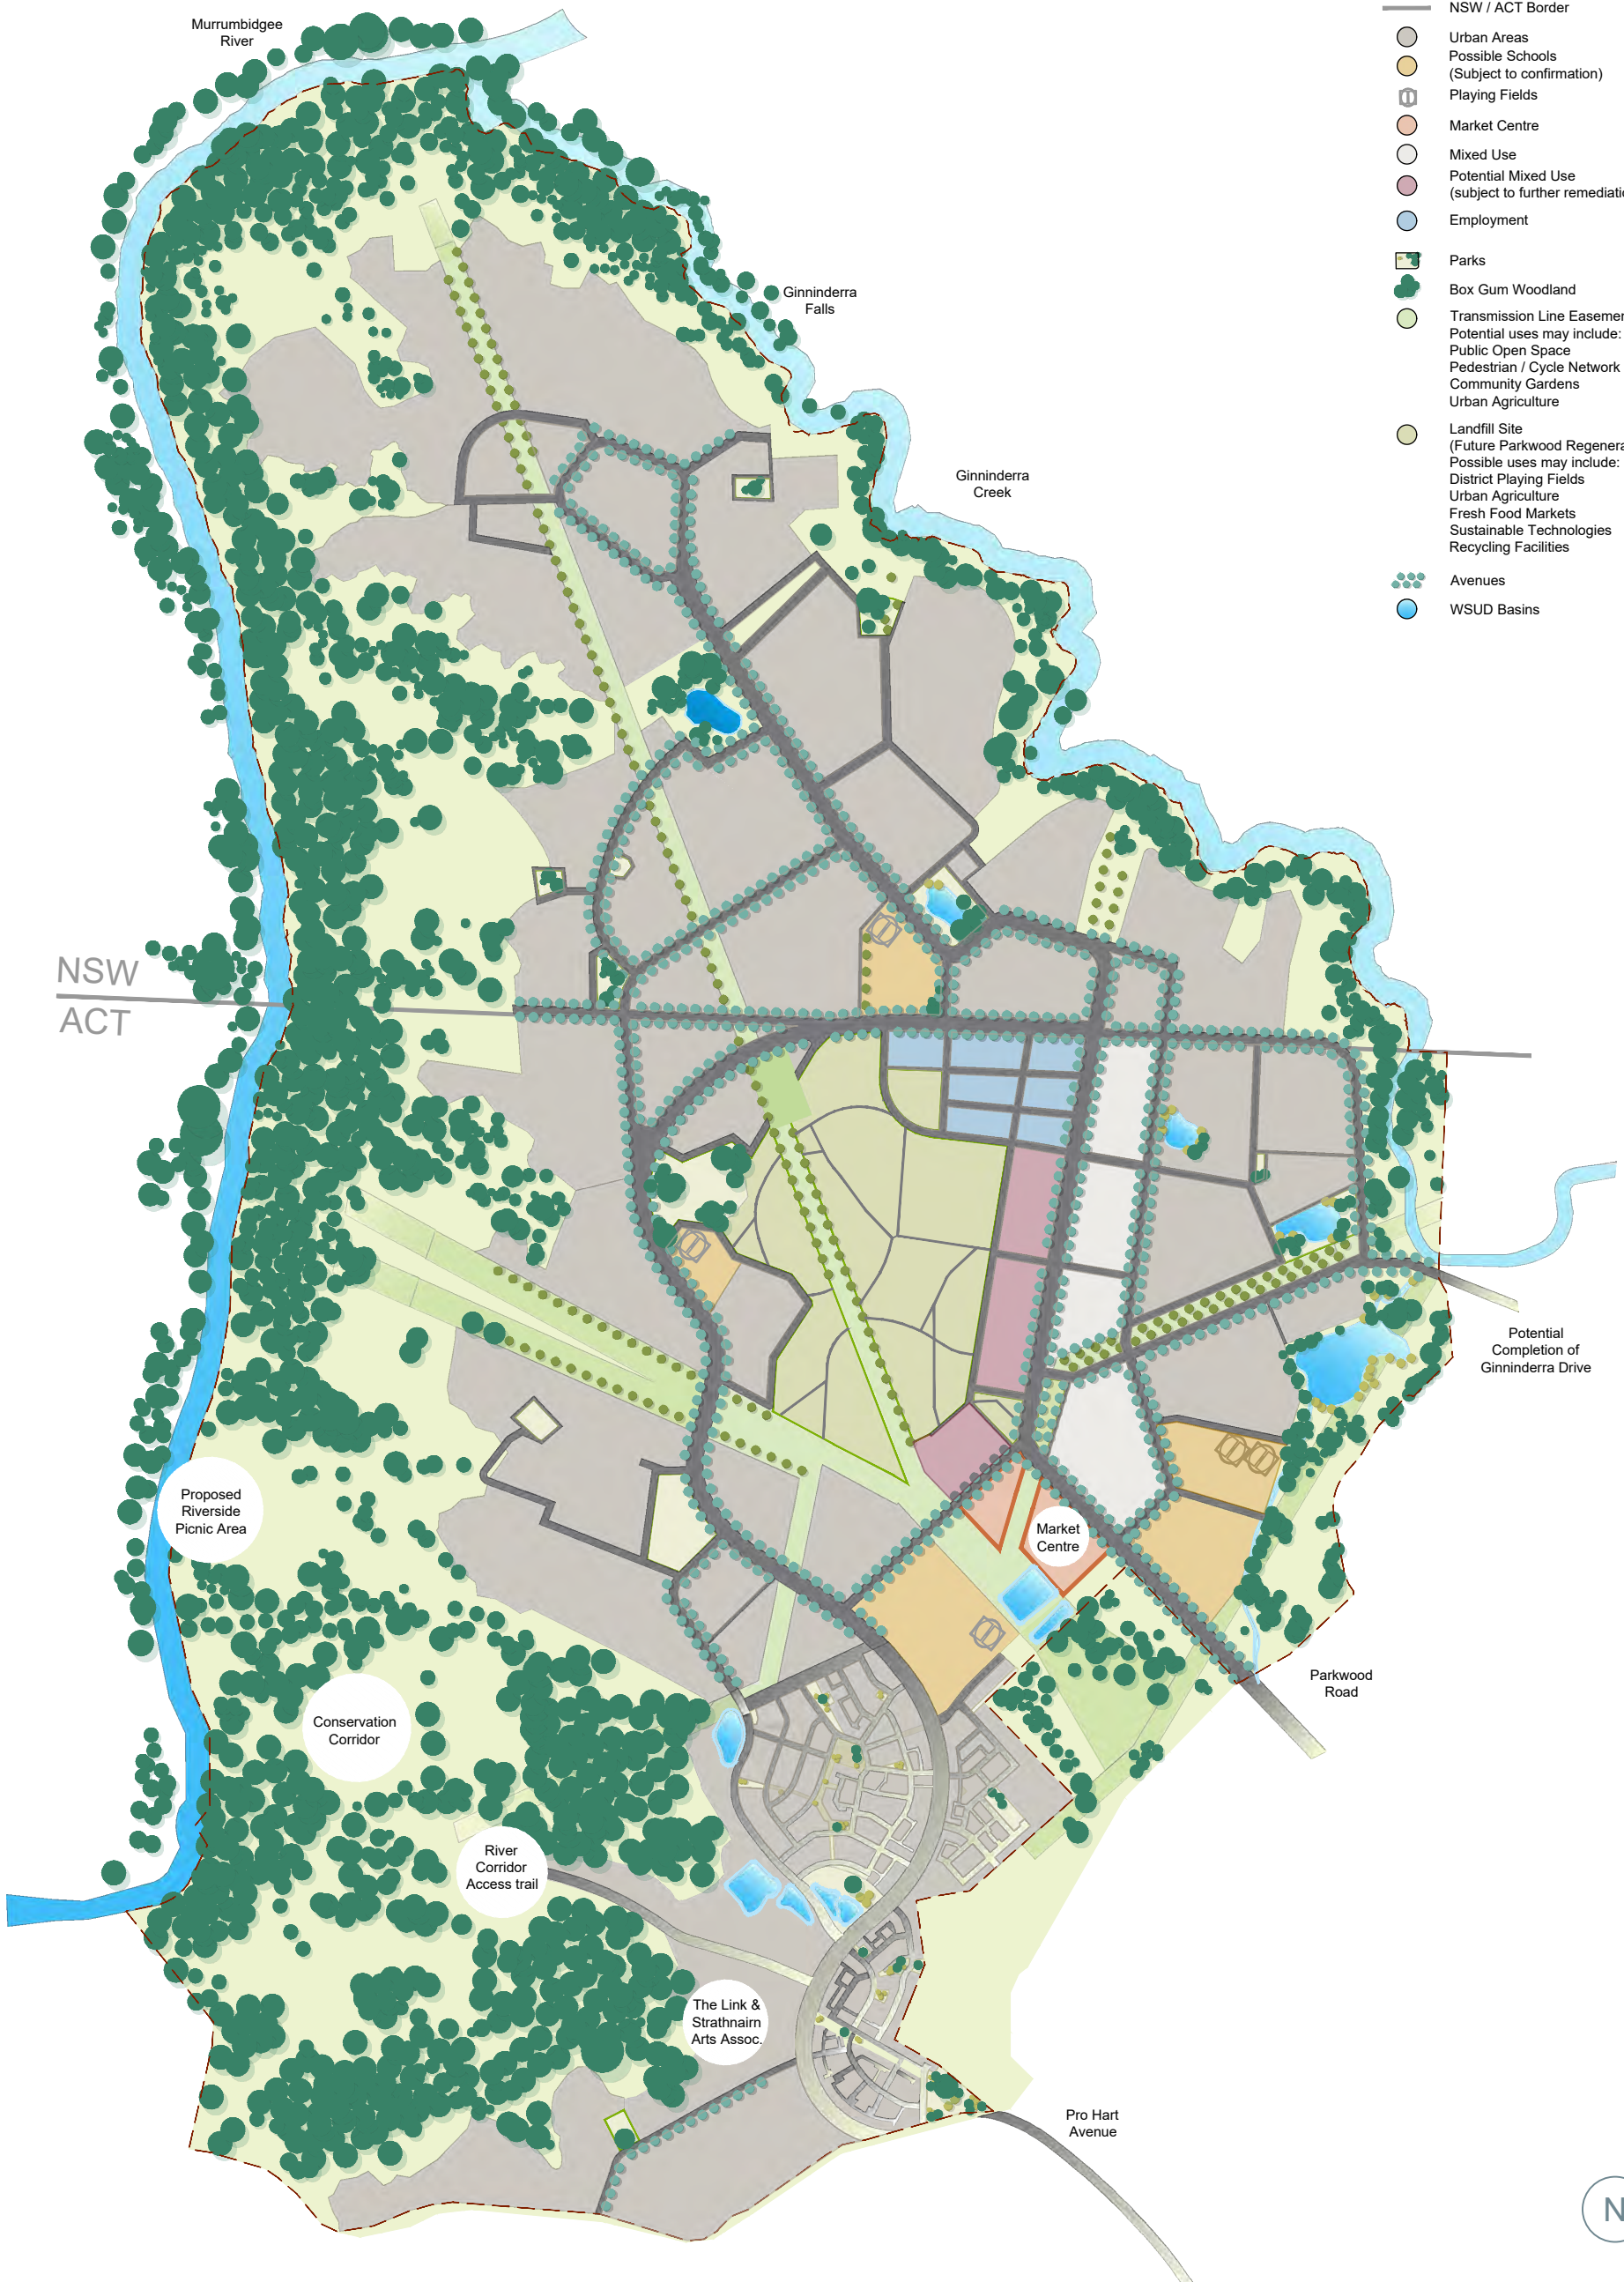 Murrumbidgee
River
NSW / ACT Border
Urban Areas
Possible Schools
(Subject to confirmation)
Playing Fields
Market Centre
Mixed Use
Potential Mixed Use
(subject to further remediati
Employment
Parks
Box Gum Woodland
Transmission Line Easemen
Potential uses may include:
Public Open Space
Pedestrian / Cycle Network
Community Gardens
Urban Agriculture
Landfill Site
(Future Parkwood Regenera
Possible uses may include:
District Playing Fields
Urban Agriculture
Fresh Food Markets
Sustainable Technologies
Recycling Facilities
Avenues
WSUD Basins
Ginninderra
Falls
Ginninderra
Creek
NSW
ACT
Potential
Completion of
Ginninderra Drive
Proposed
Riverside
Picnic Area
Market
Centre
Parkwood
Road
Conservation
Corridor
River
Corridor
Access trail
The Link &
Strathnairn
Arts Assoc.
Pro Hart
Avenue
N